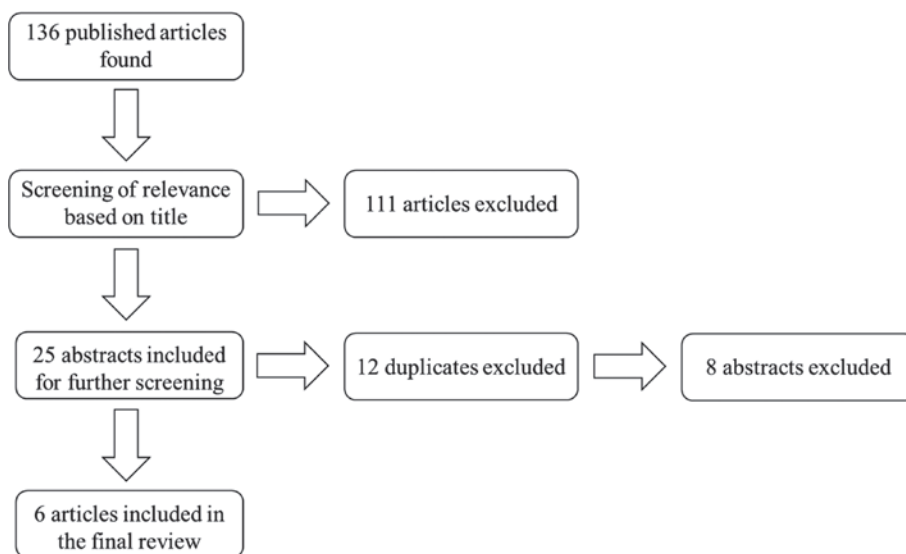 136 published articles
found
Screening of relevance
based on title
111 articles excluded
25 abstracts included
for further screening
12 duplicates excluded
8 abstracts excluded
6 articles included in
the final review